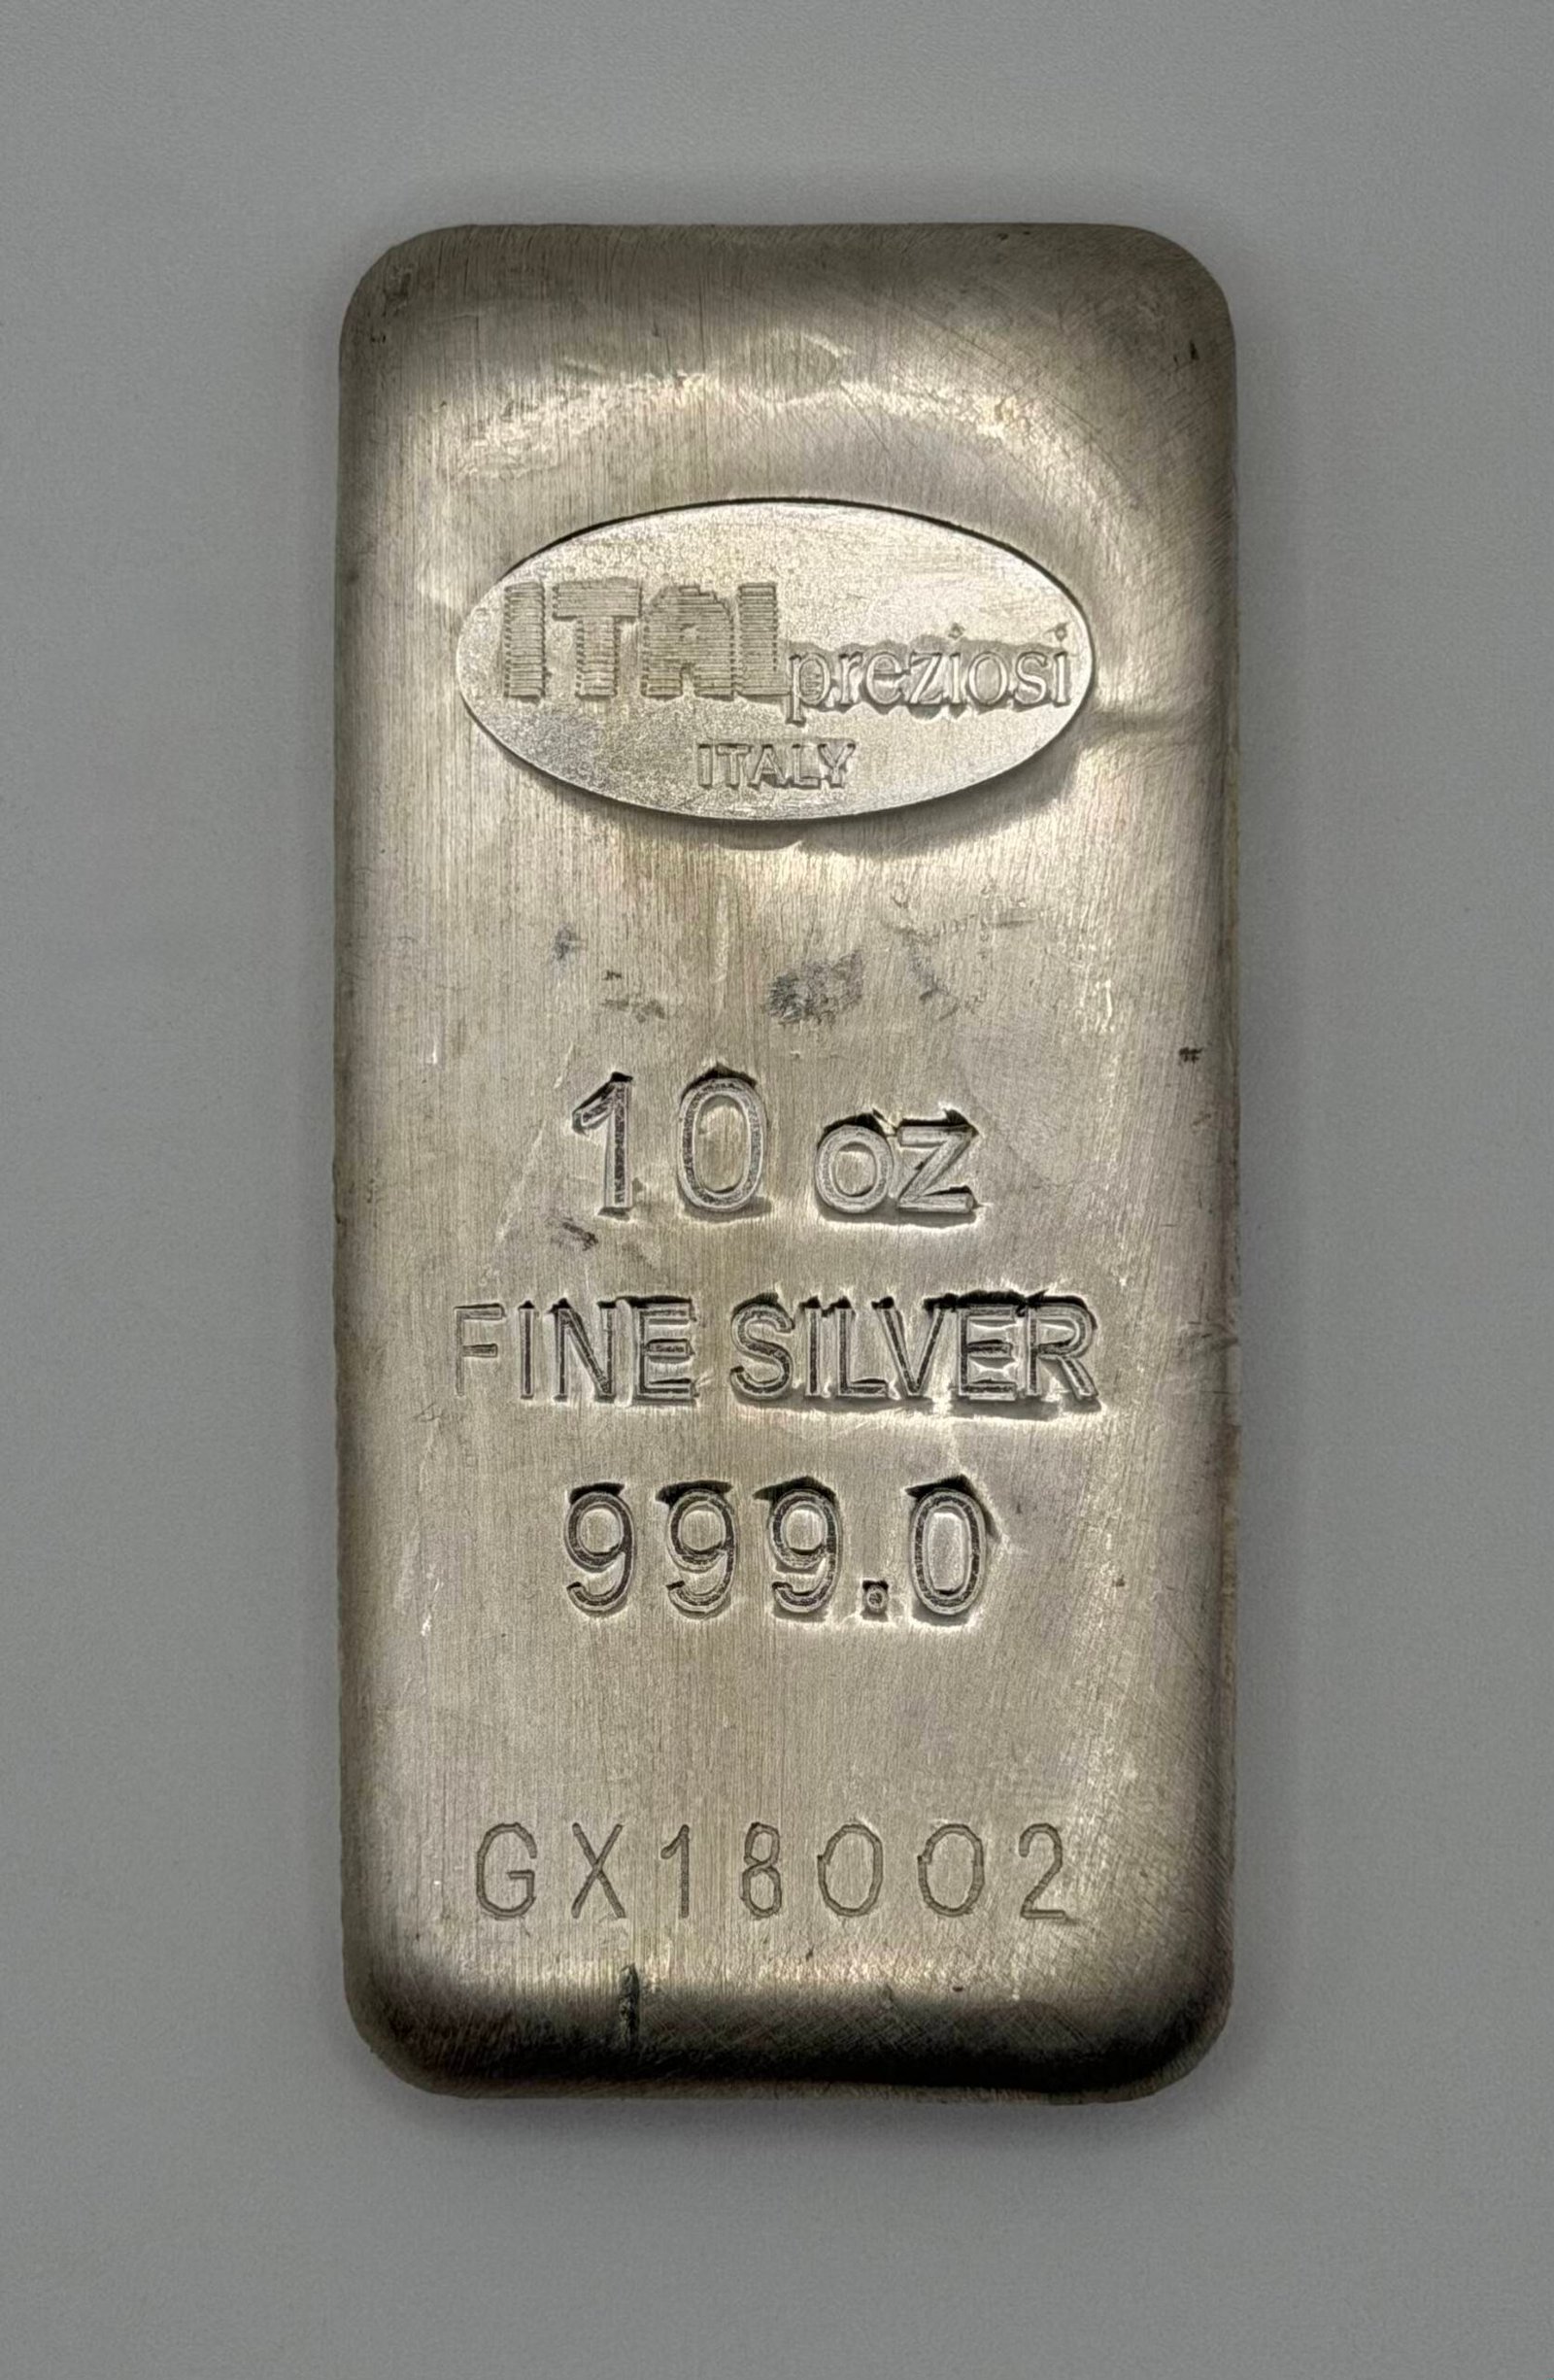 ITALpreziosi
ITALY
10 oz
FINE SILVER
999.0
GX18002